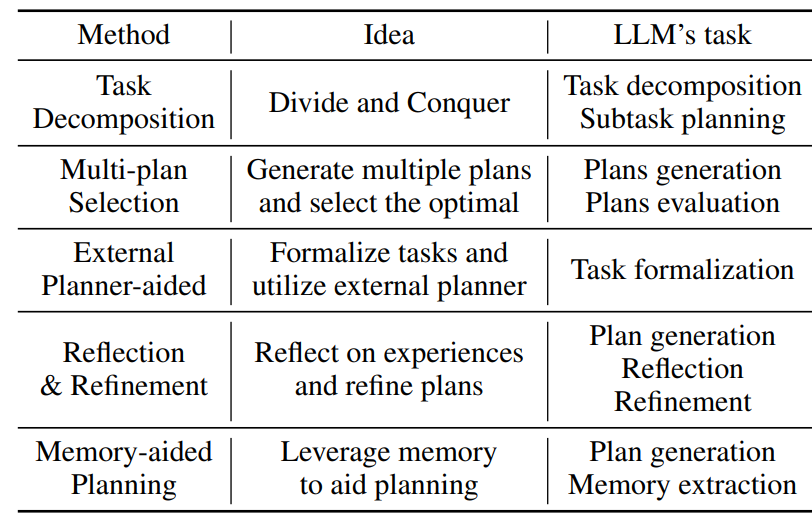 Method Idea LLM's task
Task Decomposition Divide and Conquer Task decomposition Subtask planning
Multi-plan Selection Generate multiple plans and select the optimal Plans generation Plans evaluation
External Planner-aided Formalize tasks and utilize external planner Task formalization
Reflection & Refinement Reflect on experiences and refine plans Plan generation Reflection Refinement
Memory-aided Planning Leverage memory to aid planning Plan generation Memory extraction